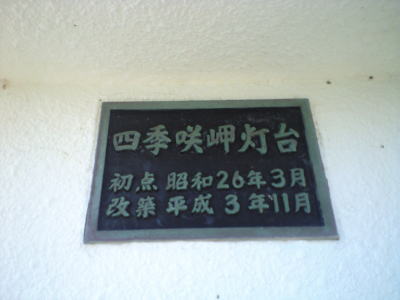 四季咲岬灯台
初点 昭和26年3月
改築 平成3年11月